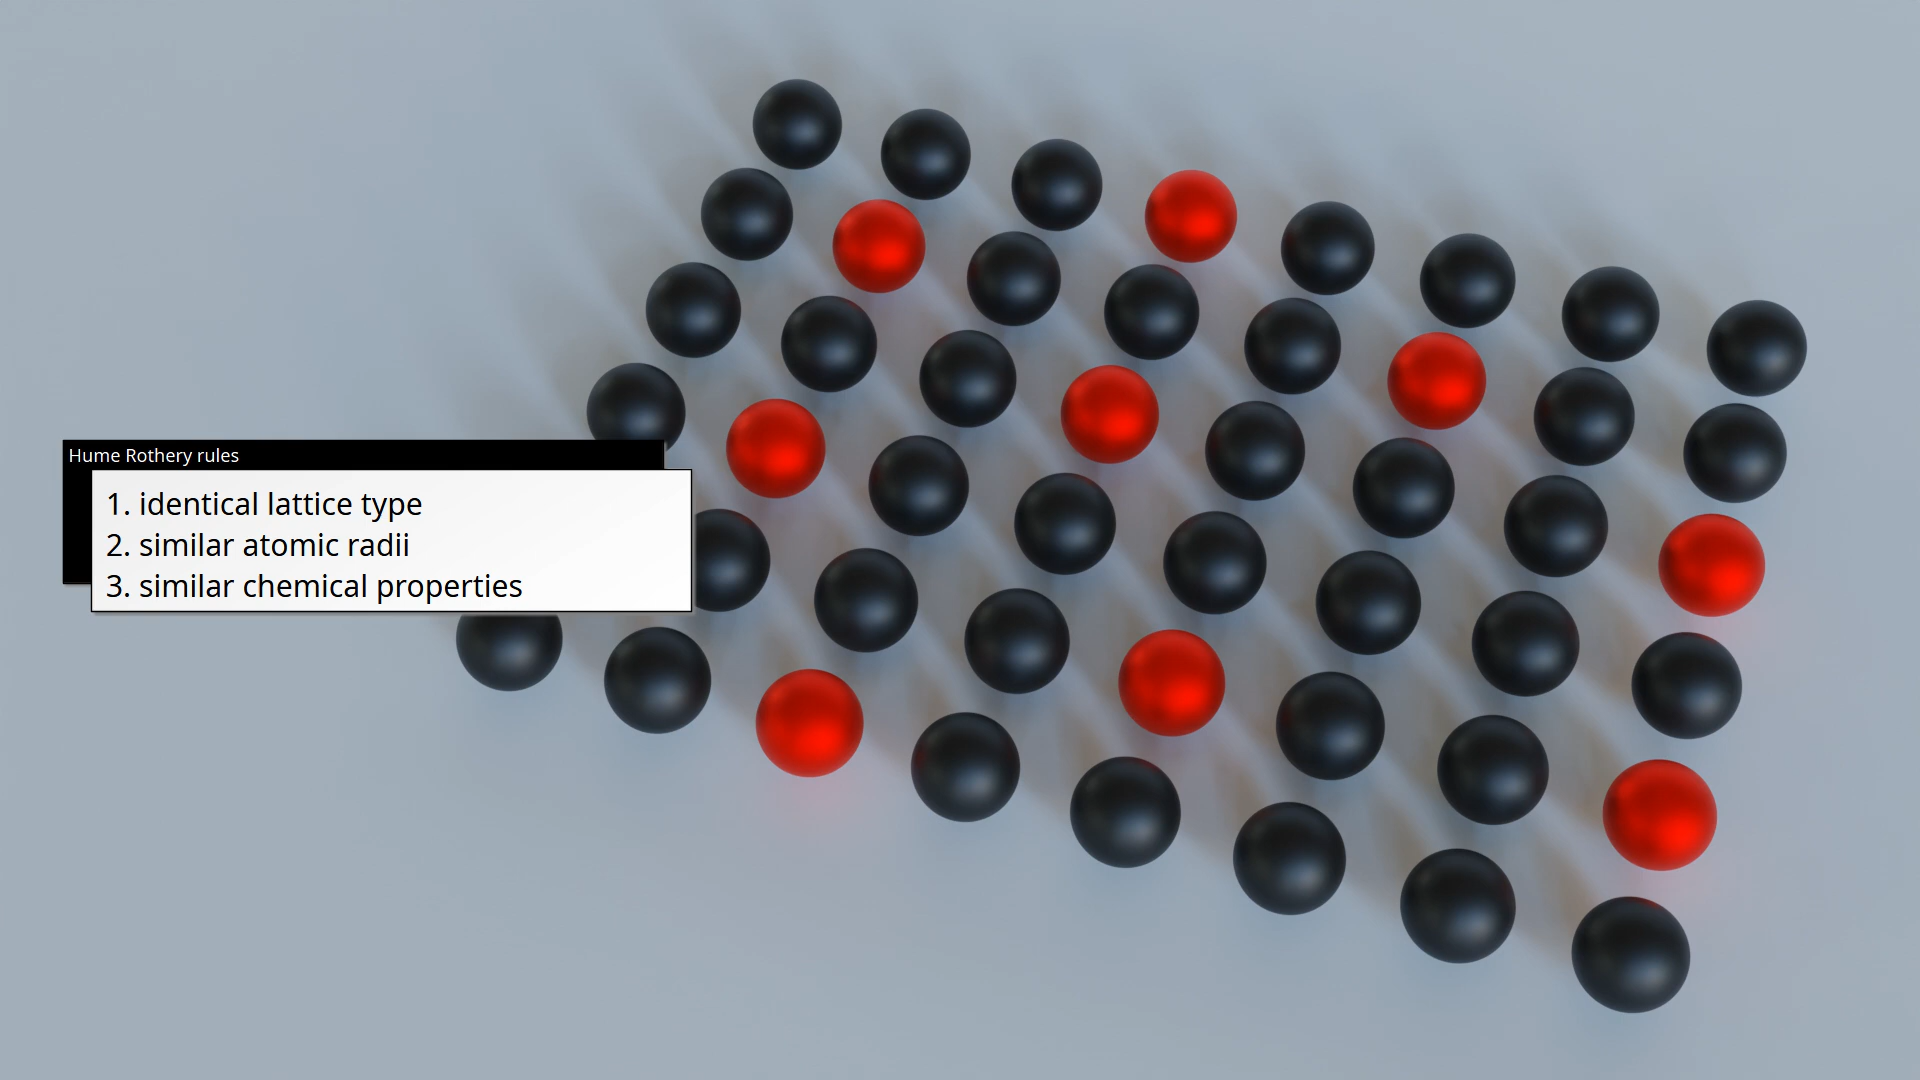 Hume Rothery rules
1. identical lattice type
2. similar atomic radii
3. similar chemical properties